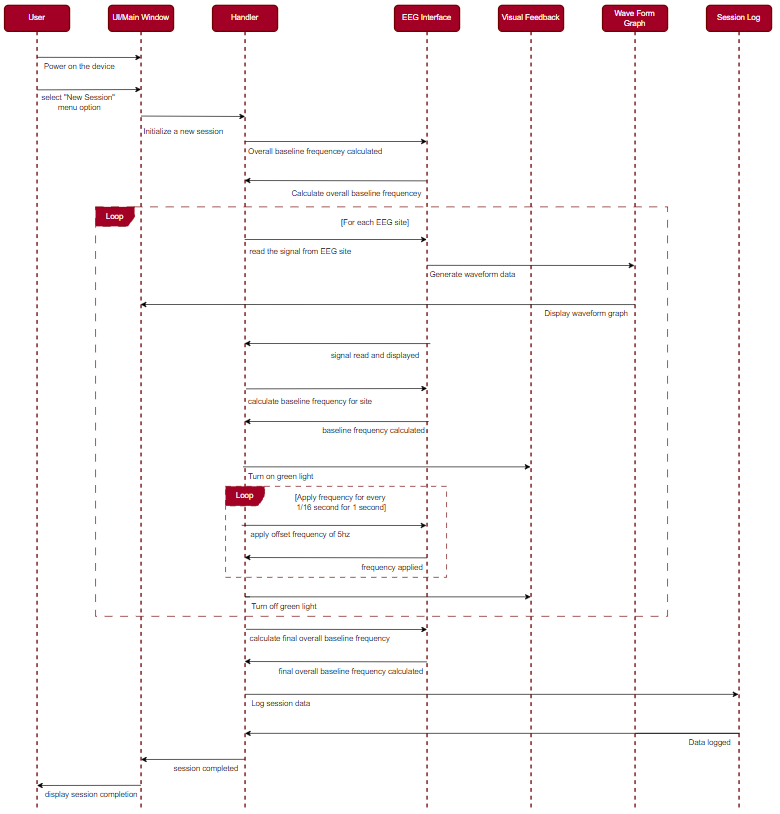 User
UI/Main Window
Handler
EEG Interface
Visual Feedback
Wave Form
Graph
Session Log
Power on the device
select "New Session"
menu option
Initialize a new session
Overall baseline frequencey calculated
Calculate overall baseline frequencey
Loop
[For each EEG site]
read the signal from EEG site
Generate waveform data
Display waveform graph
signal read and displayed
calculate baseline frequency for site
baseline frequency calculated
Turn on green light
Loop
[Apply frequency for every
1/16 second for 1 second]
apply offset frequency of 5hz
frequency applied
Turn off green light
calculate final overall baseline frequency
final overall baseline frequency calculated
Log session data
Data logged
session completed
display session completion